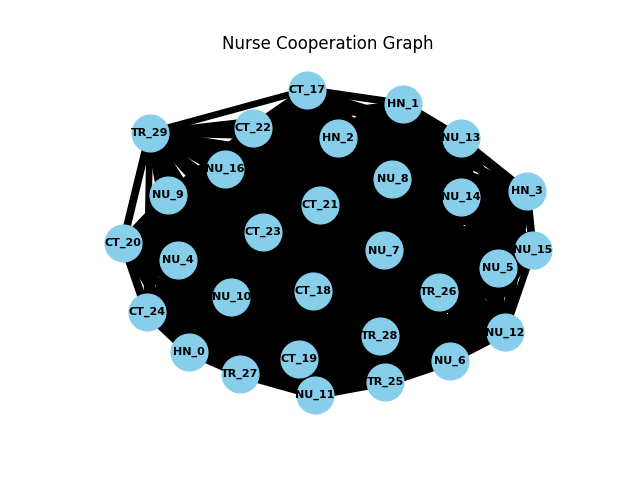 Nurse Cooperation Graph
CT_17
HN_1
TR_29
CT_22
HN_2
NU_13
NU_16
NU_8
NU_9
NU_14
HN_3
CT_21
CT_23
CT_20
NU_7
NU_15
NU_4
NU_5
NU_10
CT_18
TR_26
CT_24
NU_12
TR_28
HN_0
CT_19
NU_6
TR_27
TR_25
NU_11